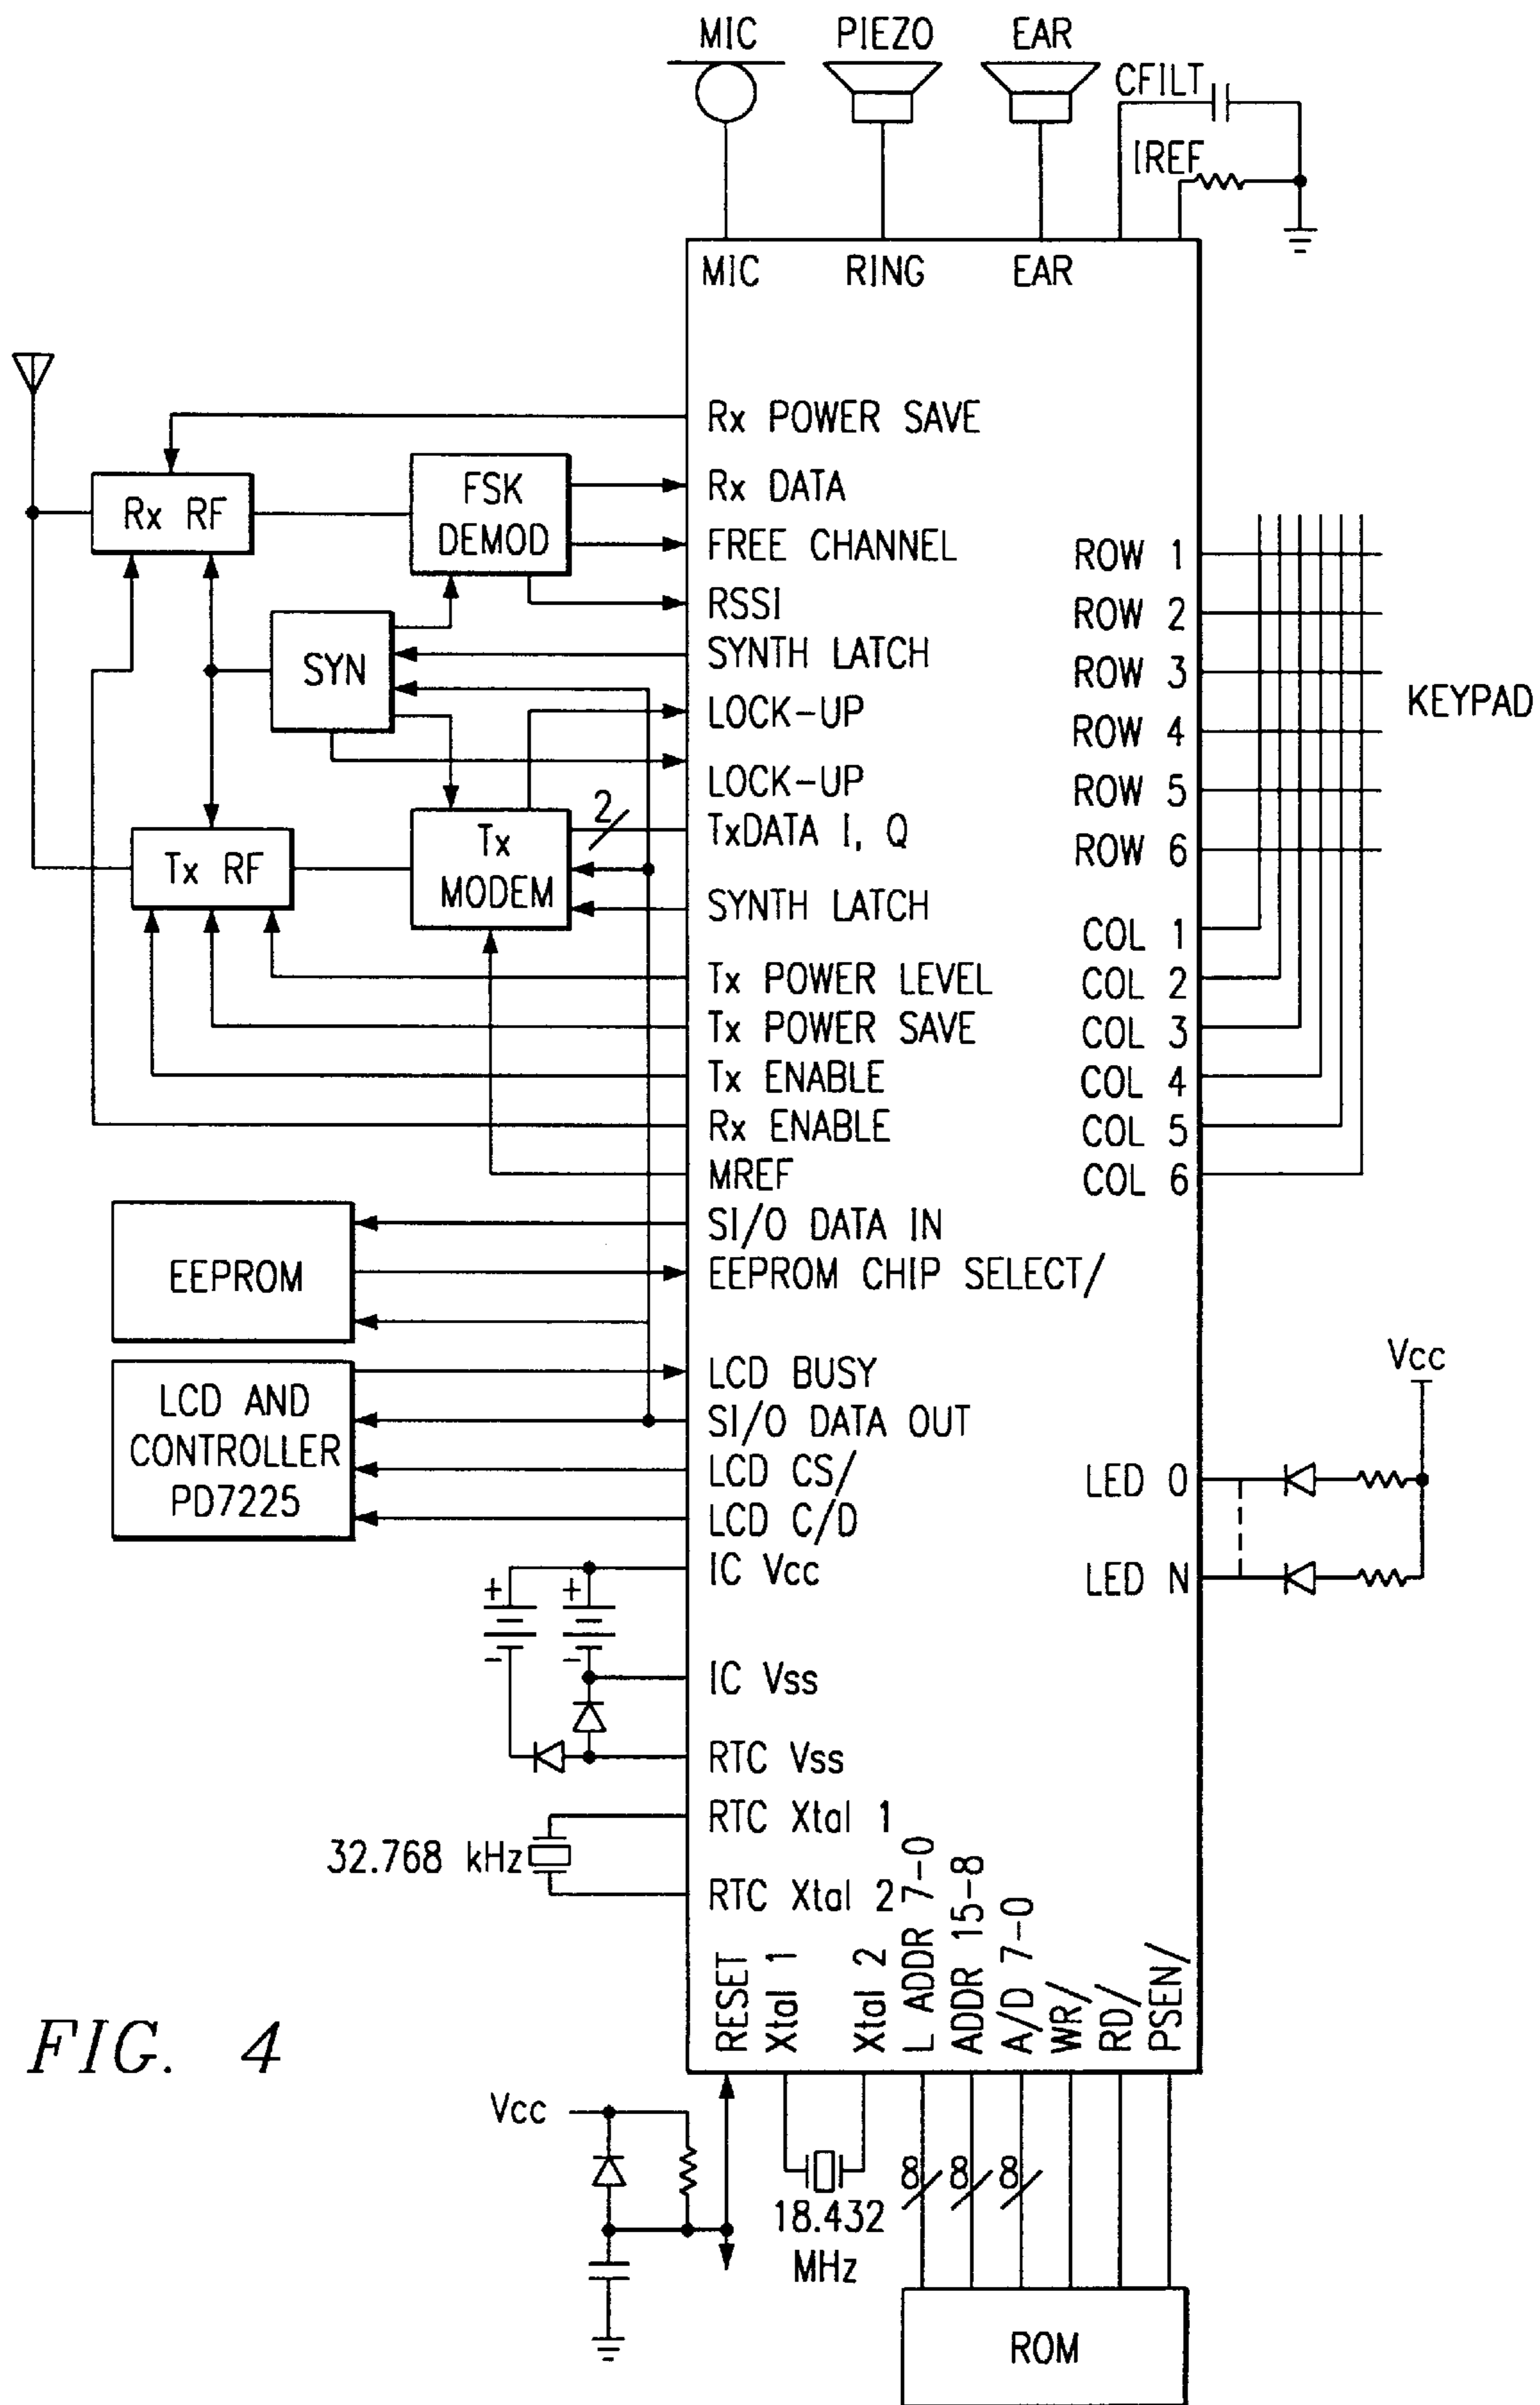 MIC PIEZO EAR
CFILT
IREF
MIC RING EAR
Rx POWER SAVE
Rx RF
FSK
DEMOD
Rx DATA
FREE CHANNEL
RSSI
SYN
SYNTH LATCH
LOCK-UP
LOCK-UP
2
TxDATA I, Q
Tx RF
Tx
MODEM
SYNTH LATCH
Tx POWER LEVEL
Tx POWER SAVE
Tx ENABLE
Rx ENABLE
MREF
ROW 1
ROW 2
ROW 3
ROW 4
ROW 5
ROW 6
KEYPAD
COL 1
COL 2
COL 3
COL 4
COL 5
COL 6
EEPROM
SI/O DATA IN
EEPROM CHIP SELECT/
LCD AND
CONTROLLER
PD7225
LCD BUSY
SI/O DATA OUT
LCD CS/
LCD C/D
Vcc
LED 0
LED N
IC Vcc
+ +
- -
IC Vss
RTC Vss
RTC Xtal 1
32.768 kHz
RTC Xtal 2
RESET
Xtal 1
Xtal 2
L ADDR 7-0
ADDR 15-8
A/D 7-0
WR/
RD/
PSEN/
FIG. 4
Vcc
18.432
MHz
8 8 8
ROM